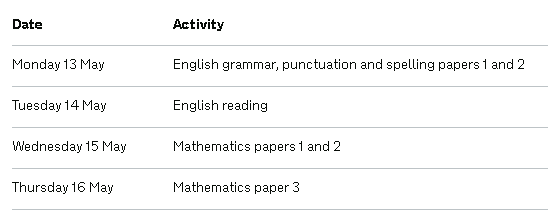 Date Activity
Monday 13 May English grammar, punctuation and spelling papers 1 and 2
Tuesday 14 May English reading
Wednesday 15 May Mathematics papers 1 and 2
Thursday 16 May Mathematics paper 3